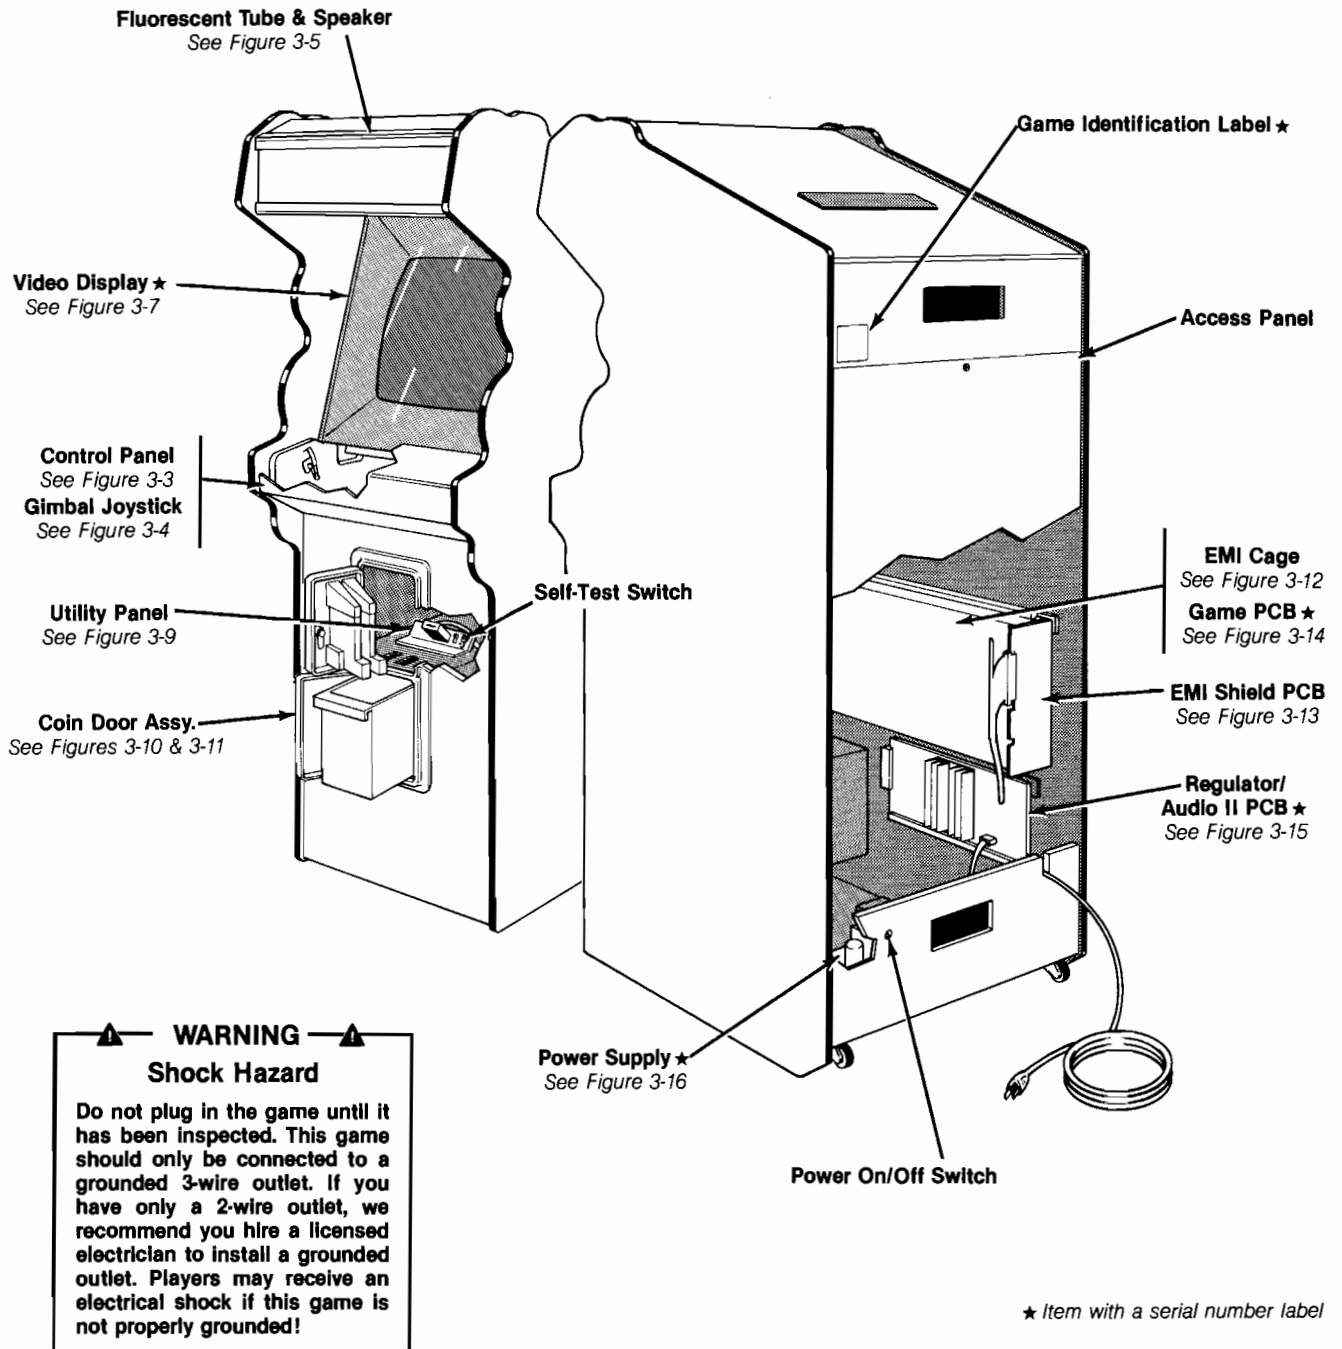 Fluorescent Tube & Speaker
See Figure 3-5
Game Identification Label ★
Video Display ★
See Figure 3-7
Access Panel
Control Panel
See Figure 3-3
Gimbal Joystick
See Figure 3-4
EMI Cage
See Figure 3-12
Game PCB ★
See Figure 3-14
Self-Test Switch
Utility Panel
See Figure 3-9
EMI Shield PCB
See Figure 3-13
Coin Door Assy.
See Figures 3-10 & 3-11
Regulator/
Audio II PCB ★
See Figure 3-15
Power Supply ★
See Figure 3-16
Power On/Off Switch
WARNING
Shock Hazard
Do not plug in the game until it
has been inspected. This game
should only be connected to a
grounded 3-wire outlet. If you
have only a 2-wire outlet, we
recommend you hire a licensed
electrician to install a grounded
outlet. Players may receive an
electrical shock if this game is
not properly grounded!
★ Item with a serial number label